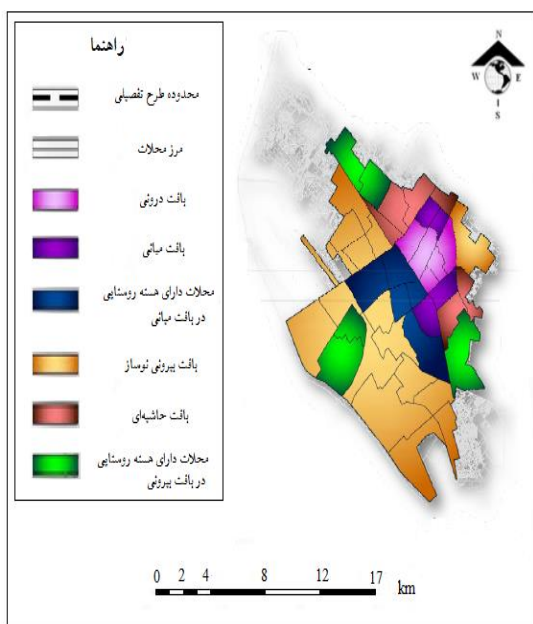 راهنما
محدوده طرح تفصیلی
مرز محلات
بافت درونی
بافت میانی
محلات دارای هسته روستایی
در بافت میانی
بافت بیرونی نوساز
بافت حاشیه‌ای
محلات دارای هسته روستایی
در بافت بیرونی
N
W E
S
0 2 4 8 12 17
km